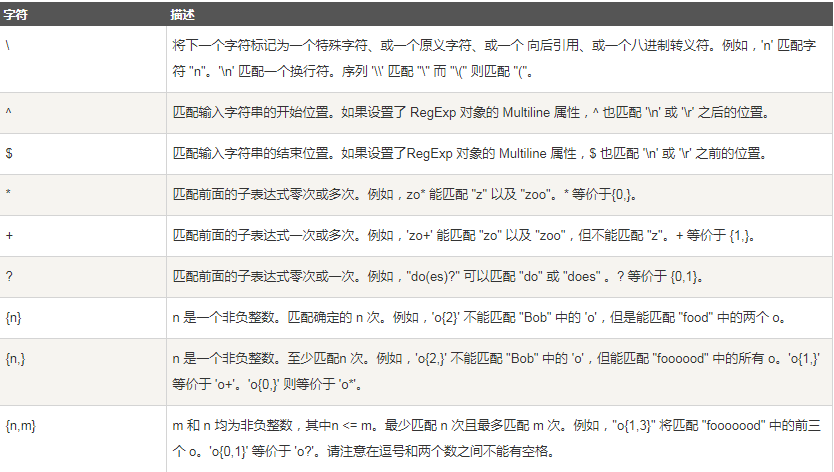 字符 描述
\ 将下一个字符标记为一个特殊字符、或一个原义字符、或一个 向后引用、或一个八进制转义符。例如，'n' 匹配字
符 "n"。'\n' 匹配一个换行符。序列 '\\' 匹配 "\" 而 "\(" 则匹配 "("。
^ 匹配输入字符串的开始位置。如果设置了 RegExp 对象的 Multiline 属性，^ 也匹配 '\n' 或 '\r' 之后的位置。
$ 匹配输入字符串的结束位置。如果设置了RegExp 对象的 Multiline 属性，$ 也匹配 '\n' 或 '\r' 之前的位置。
* 匹配前面的子表达式零次或多次。例如，zo* 能匹配 "z" 以及 "zoo"。* 等价于{0,}。
+ 匹配前面的子表达式一次或多次。例如，'zo+' 能匹配 "zo" 以及 "zoo"，但不能匹配 "z"。+ 等价于 {1,}。
? 匹配前面的子表达式零次或一次。例如，"do(es)?" 可以匹配 "do" 或 "does" 。? 等价于 {0,1}。
{n} n 是一个非负整数。匹配确定的 n 次。例如，'o{2}' 不能匹配 "Bob" 中的 'o'，但是能匹配 "food" 中的两个 o。
{n,} n 是一个非负整数。至少匹配n 次。例如，'o{2,}' 不能匹配 "Bob" 中的 'o'，但能匹配 "foooood" 中的所有 o。'o{1,}'
等价于 'o+'。'o{0,}' 则等价于 'o*'。
{n,m} m 和 n 均为非负整数，其中n <= m。最少匹配 n 次且最多匹配 m 次。例如，"o{1,3}" 将匹配 "fooooood" 中的前三
个 o。'o{0,1}' 等价于 'o?'。请注意在逗号和两个数之间不能有空格。